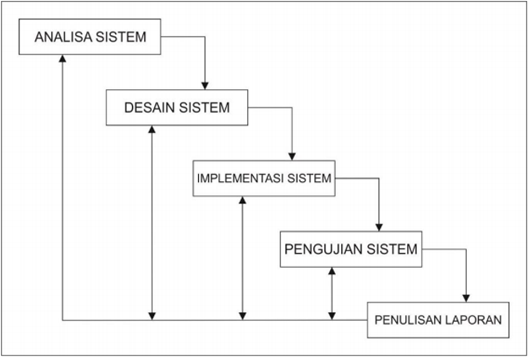 ANALISA SISTEM
DESAIN SISTEM
IMPLEMENTASI SISTEM
PENGUJIAN SISTEM
PENULISAN LAPORAN